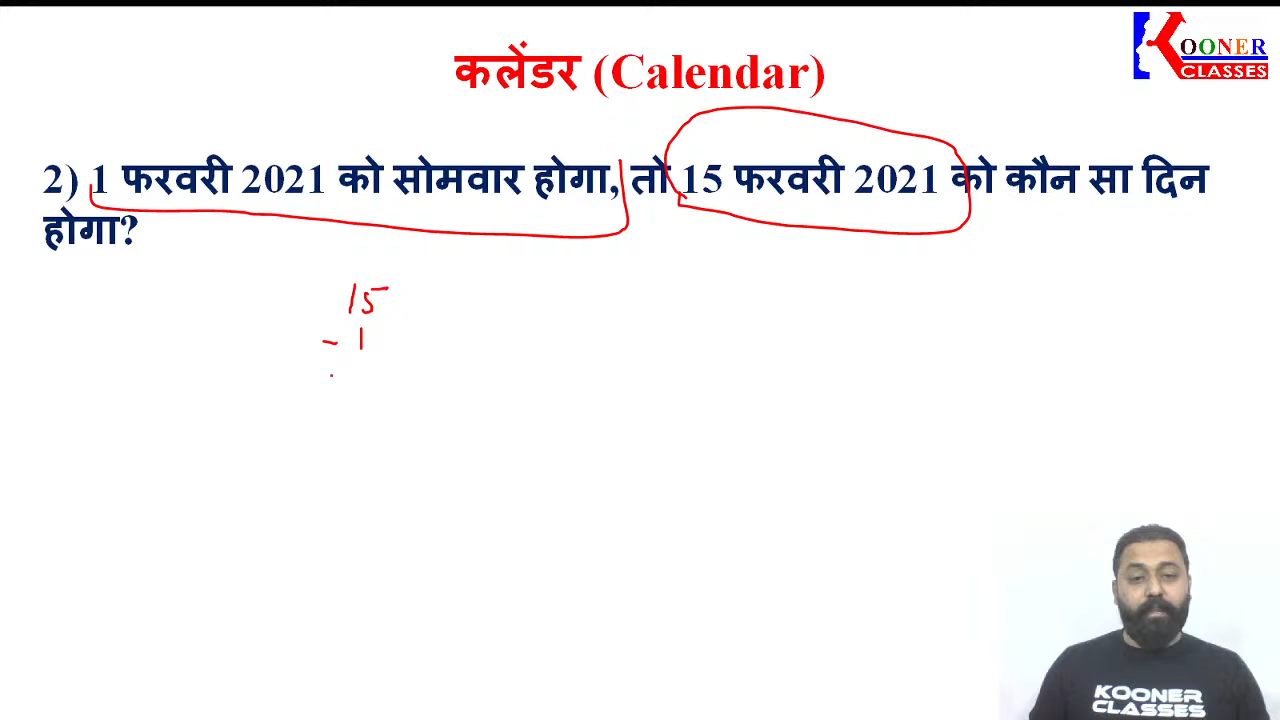 KOONER
CLASSES
कलेंडर (Calendar)
2) 1 फरवरी 2021 को सोमवार होगा, तो 15 फरवरी 2021 को कौन सा दिन
होगा?
15
- 1
KOONER
CLASSES